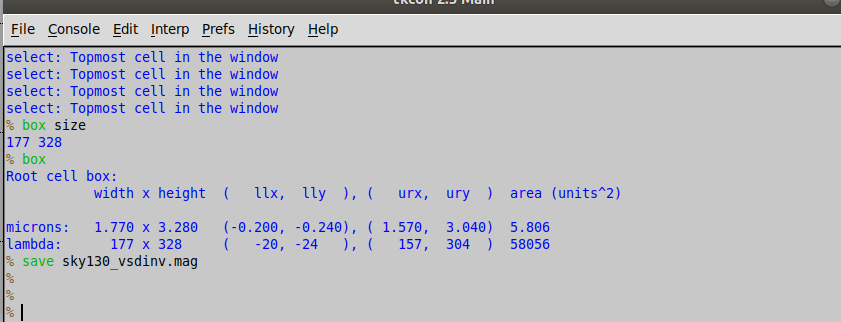 tkcon 2.3 Main
File Console Edit Interp Prefs History Help
select: Topmost cell in the window
select: Topmost cell in the window
select: Topmost cell in the window
select: Topmost cell in the window
% box size
177 328
% box
Root cell box:
width x height ( llx, lly ), ( urx, ury ) area (units^2)
microns: 1.770 x 3.280 (-0.200, -0.240), ( 1.570, 3.040) 5.806
lambda: 177 x 328 ( -20, -24 ), ( 157, 304 ) 58056
% save sky130_vsdinv.mag
%
%
%